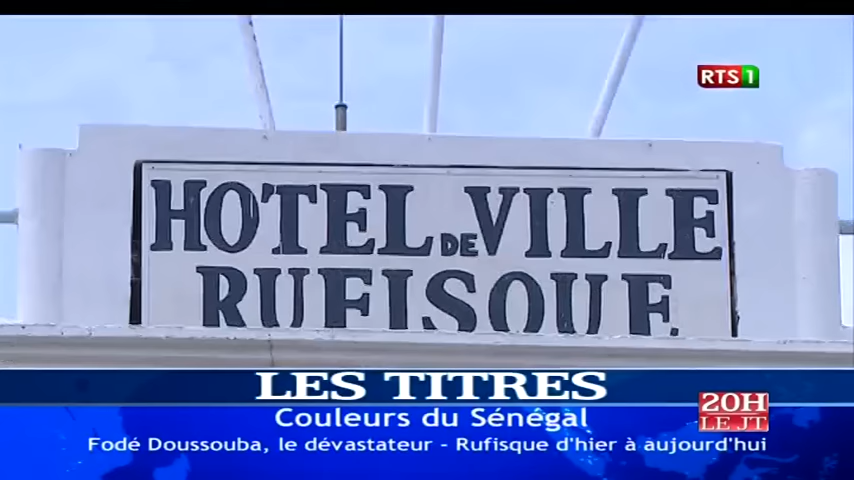 RTS1
HOTEL DE VILLE
RUFISQUE
LES TITRES
Couleurs du Sénégal
20H
LE JT
Fodé Doussouba, le dévastateur - Rufisque d'hier à aujourd'hui